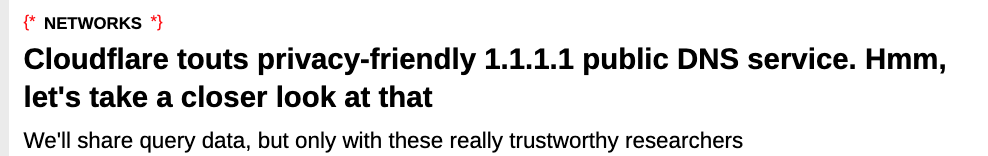 {* NETWORKS *}
Cloudflare touts privacy-friendly 1.1.1.1 public DNS service. Hmm,
let's take a closer look at that
We'll share query data, but only with these really trustworthy researchers